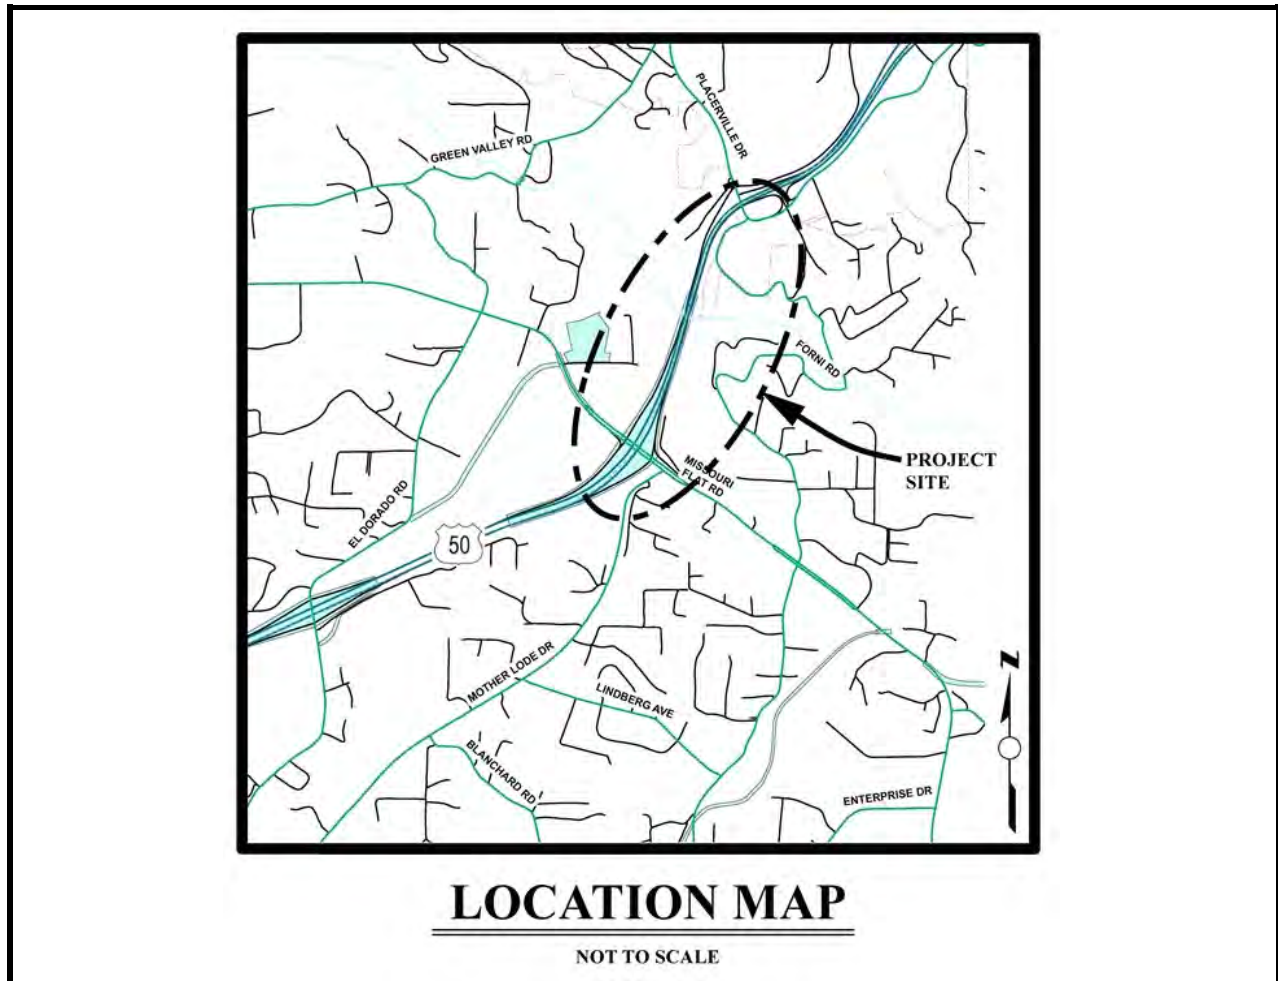 PLACERVILLE DR
GREEN VALLEY RD
FORNI RD
MISSOURI
FLAT RD
PROJECT
SITE
EL DORADO RD
50
MOTHER LODE DR
LINDBERG AVE
BLANCHARD RD
ENTERPRISE DR
N
LOCATION MAP
NOT TO SCALE